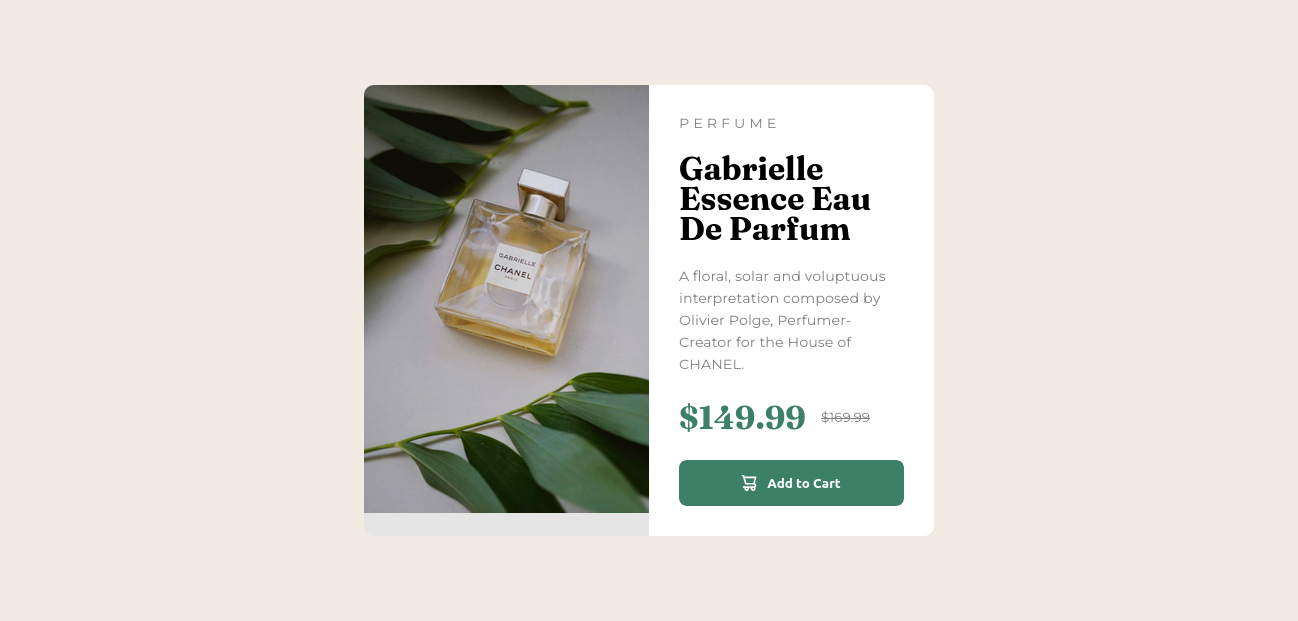 GABRIELLE
CHANEL
PARIS
PERFUME
Gabrielle
Essence Eau
De Parfum
A floral, solar and voluptuous
interpretation composed by
Olivier Polge, Perfumer-
Creator for the House of
CHANEL.
$149.99 $169.99
Add to Cart